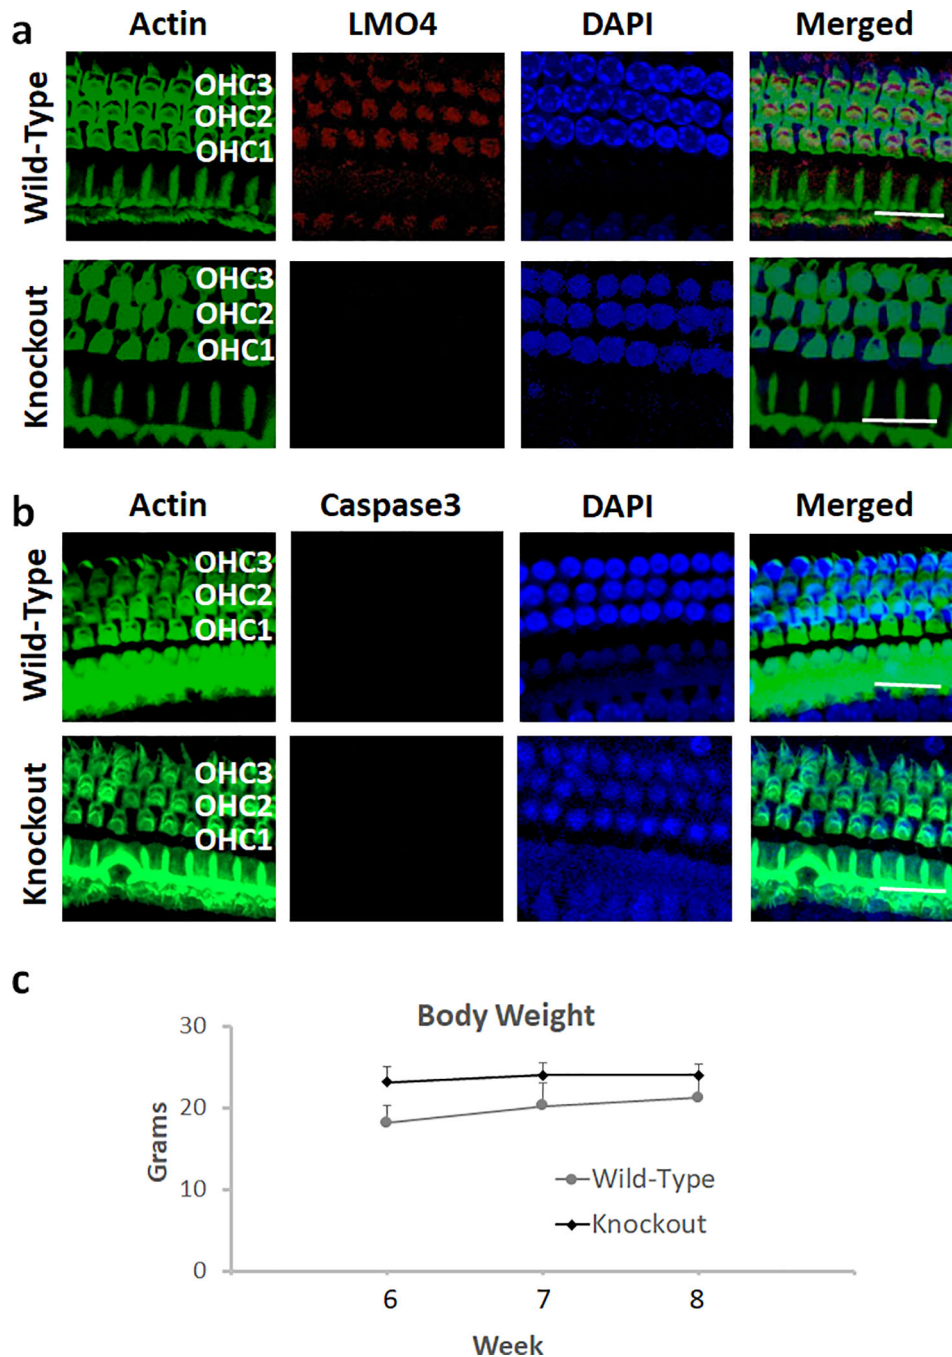 a
Actin LMO4 DAPI Merged
Wild-Type
OHC3
OHC2
OHC1
Knockout
OHC3
OHC2
OHC1
b
Actin Caspase3 DAPI Merged
Wild-Type
OHC3
OHC2
OHC1
Knockout
OHC3
OHC2
OHC1
c
Body Weight
30
20
10
0
Grams
Wild-Type
Knockout
6 7 8
Week